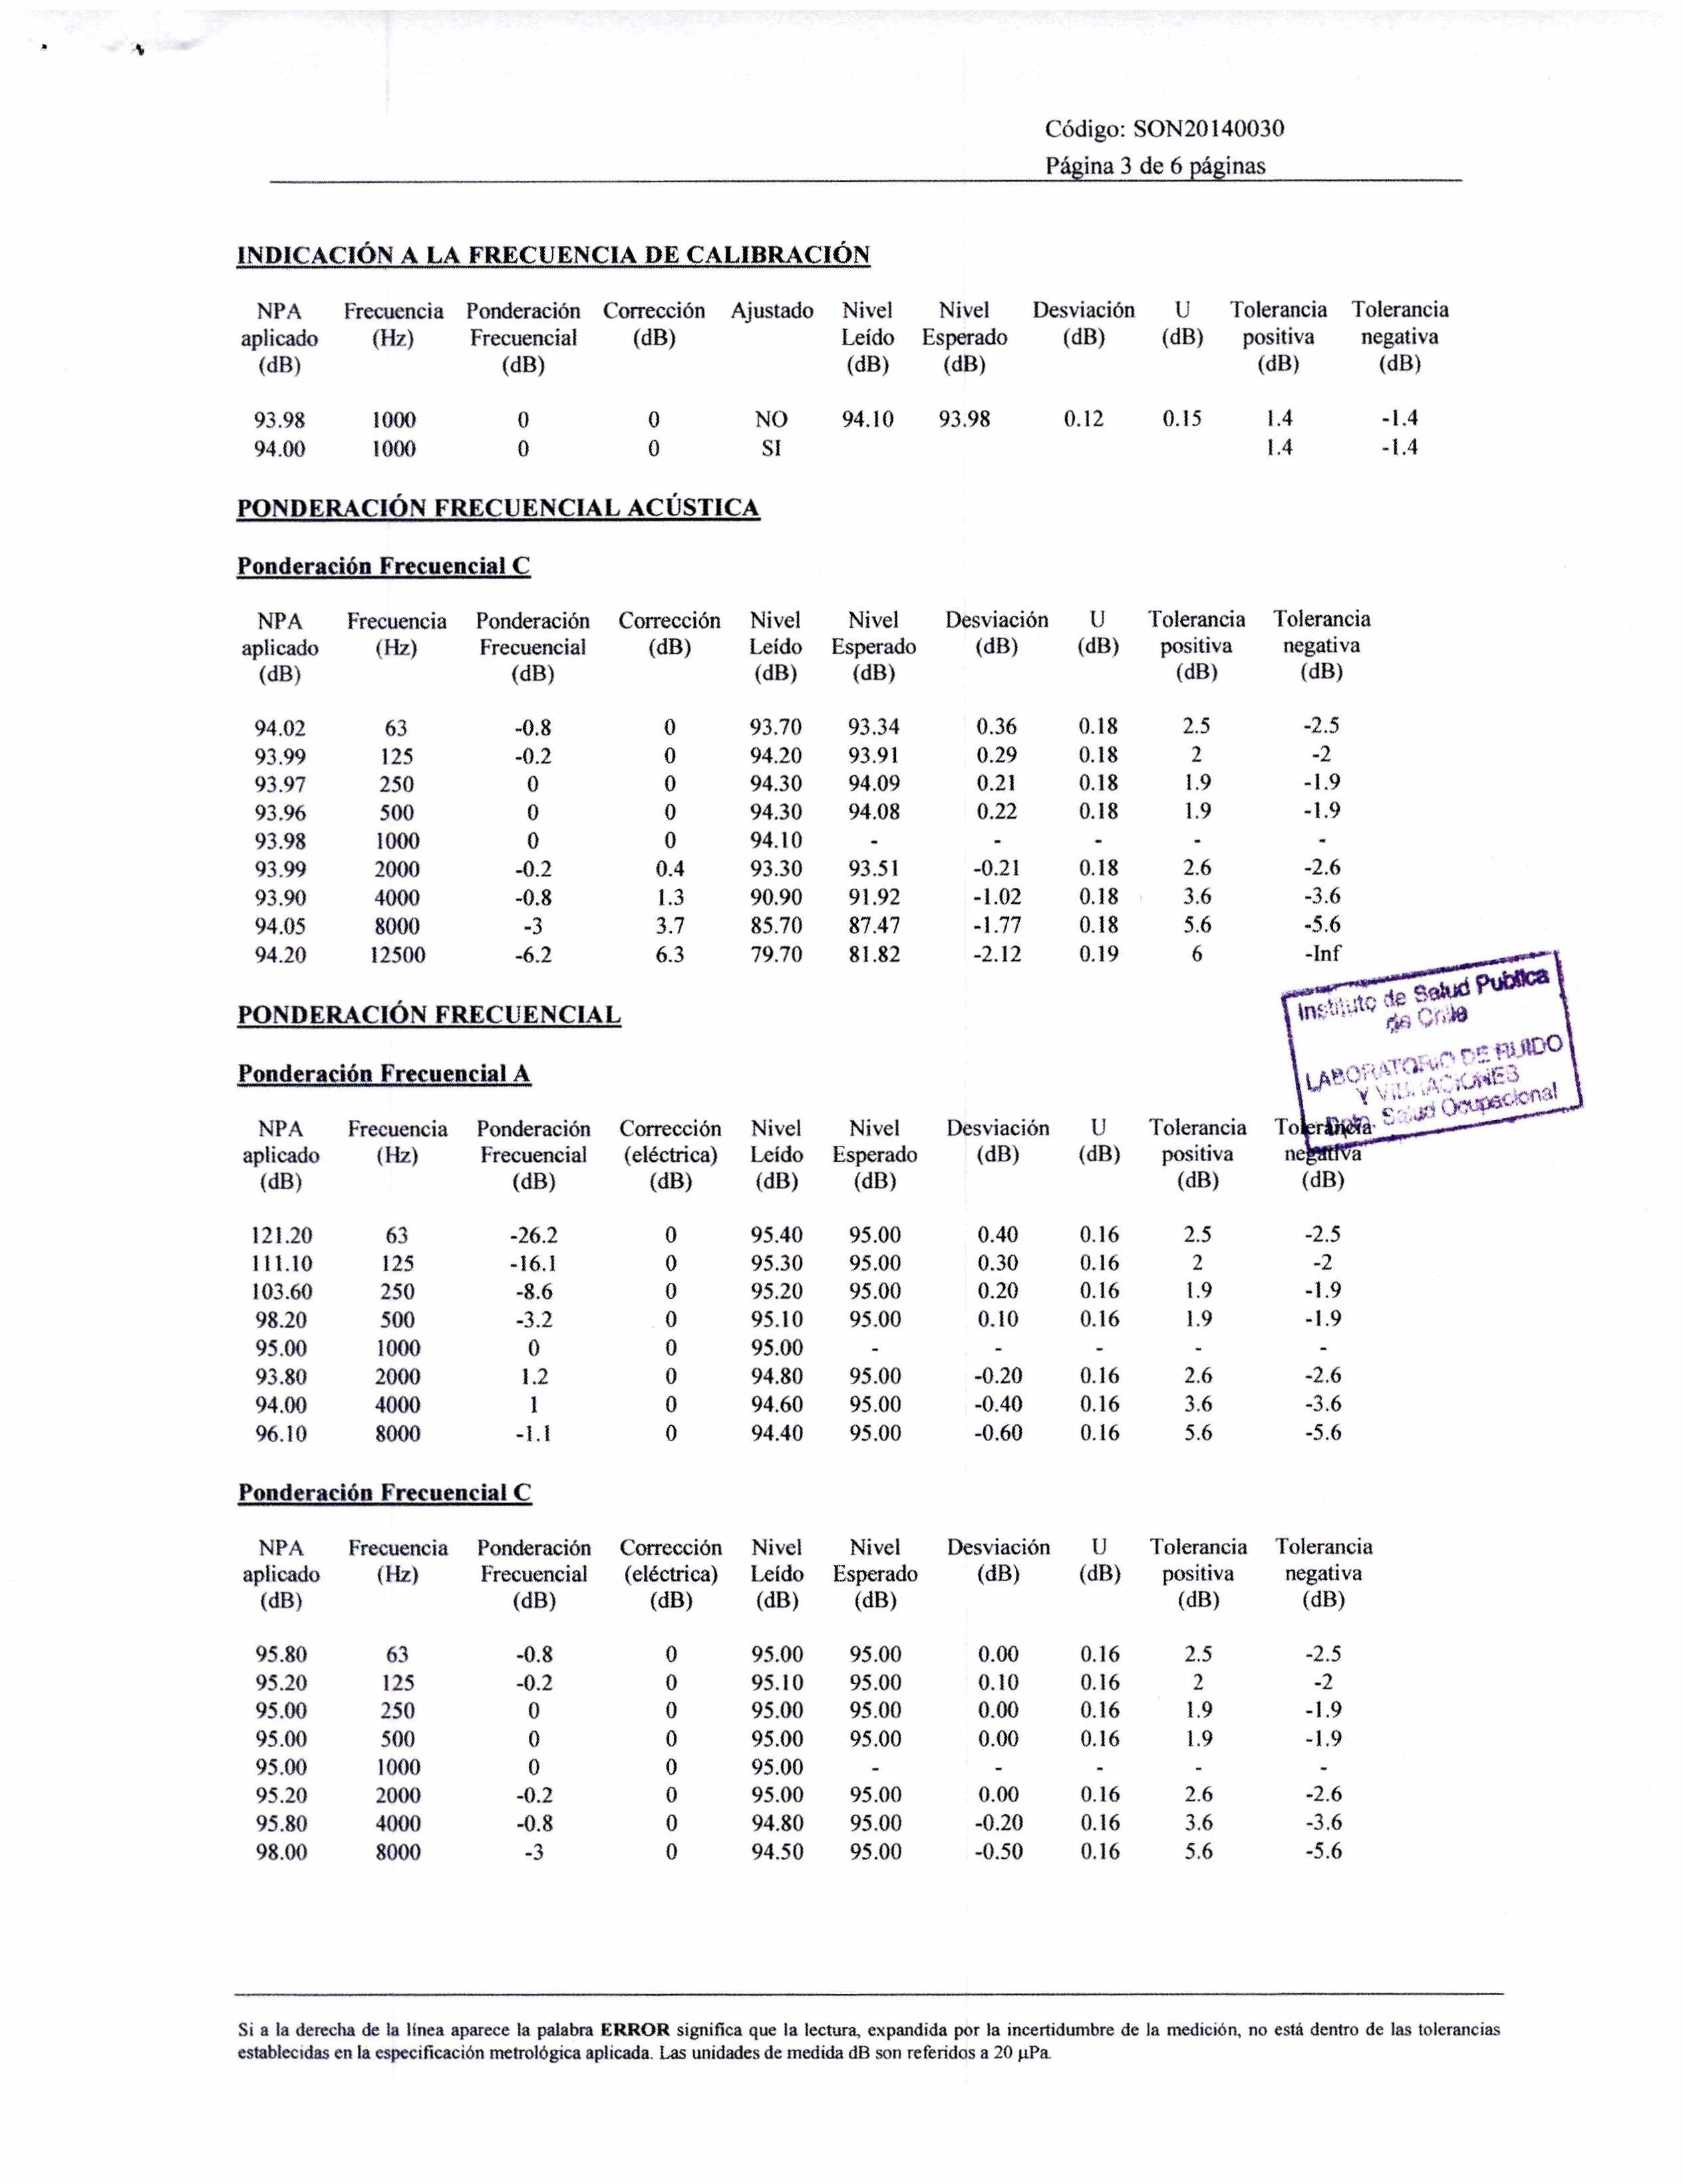 Código: SON20140030
Página 3 de 6 páginas
INDICACIÓN A LA FRECUENCIA DE CALIBRACIÓN
NPA Frecuencia Ponderación Corrección Ajustado Nivel Nivel Desviación U Tolerancia Tolerancia
aplicado (Hz) Frecuencial (dB) Leído Esperado (dB) (dB) positiva negativa
(dB) (dB) (dB) (dB) (dB) (dB)
93.98 1000 0 0 NO 94.10 93.98 0.12 0.15 1.4 -1.4
94.00 1000 0 0 SI 1.4 -1.4
PONDERACIÓN FRECUENCIAL ACÚSTICA
Ponderación Frecuencial C
NPA Frecuencia Ponderación Corrección Nivel Nivel Desviación U Tolerancia Tolerancia
aplicado (Hz) Frecuencial (dB) Leído Esperado (dB) (dB) positiva negativa
(dB) (dB) (dB) (dB) (dB) (dB)
94.02 63 -0.8 0 93.70 93.34 0.36 0.18 2.5 -2.5
93.99 125 -0.2 0 94.20 93.91 0.29 0.18 2 -2
93.97 250 0 0 94.30 94.09 0.21 0.18 1.9 -1.9
93.96 500 0 0 94.30 94.08 0.22 0.18 1.9 -1.9
93.98 1000 0 0 94.10 - - - - -
93.99 2000 -0.2 0.4 93.30 93.51 -0.21 0.18 2.6 -2.6
93.90 4000 -0.8 1.3 90.90 91.92 -1.02 0.18 3.6 -3.6
94.05 8000 -3 3.7 85.70 87.47 -1.77 0.18 5.6 -5.6
94.20 12500 -6.2 6.3 79.70 81.82 -2.12 0.19 6 -Inf
Instituto de Salud Publica
de Chile
LABORATORIO DE RUIDO
Y VIBRACIONES
Dpto. Salud Ocupacional
PONDERACIÓN FRECUENCIAL
Ponderación Frecuencial A
NPA Frecuencia Ponderación Corrección Nivel Nivel Desviación U Tolerancia Tolerancia
aplicado (Hz) Frecuencial (eléctrica) Leído Esperado (dB) (dB) positiva negativa
(dB) (dB) (dB) (dB) (dB) (dB) (dB)
121.20 63 -26.2 0 95.40 95.00 0.40 0.16 2.5 -2.5
111.10 125 -16.1 0 95.30 95.00 0.30 0.16 2 -2
103.60 250 -8.6 0 95.20 95.00 0.20 0.16 1.9 -1.9
98.20 500 -3.2 0 95.10 95.00 0.10 0.16 1.9 -1.9
95.00 1000 0 0 95.00 - - - - -
93.80 2000 1.2 0 94.80 95.00 -0.20 0.16 2.6 -2.6
94.00 4000 1 0 94.60 95.00 -0.40 0.16 3.6 -3.6
96.10 8000 -1.1 0 94.40 95.00 -0.60 0.16 5.6 -5.6
Ponderación Frecuencial C
NPA Frecuencia Ponderación Corrección Nivel Nivel Desviación U Tolerancia Tolerancia
aplicado (Hz) Frecuencial (eléctrica) Leído Esperado (dB) (dB) positiva negativa
(dB) (dB) (dB) (dB) (dB) (dB) (dB)
95.80 63 -0.8 0 95.00 95.00 0.00 0.16 2.5 -2.5
95.20 125 -0.2 0 95.10 95.00 0.10 0.16 2 -2
95.00 250 0 0 95.00 95.00 0.00 0.16 1.9 -1.9
95.00 500 0 0 95.00 95.00 0.00 0.16 1.9 -1.9
95.00 1000 0 0 95.00 - - - - -
95.20 2000 -0.2 0 95.00 95.00 0.00 0.16 2.6 -2.6
95.80 4000 -0.8 0 94.80 95.00 -0.20 0.16 3.6 -3.6
98.00 8000 -3 0 94.50 95.00 -0.50 0.16 5.6 -5.6
Si a la derecha de la línea aparece la palabra ERROR significa que la lectura, expandida por la incertidumbre de la medición, no está dentro de las tolerancias
establecidas en la especificación metrológica aplicada. Las unidades de medida dB son referidos a 20 µPa.